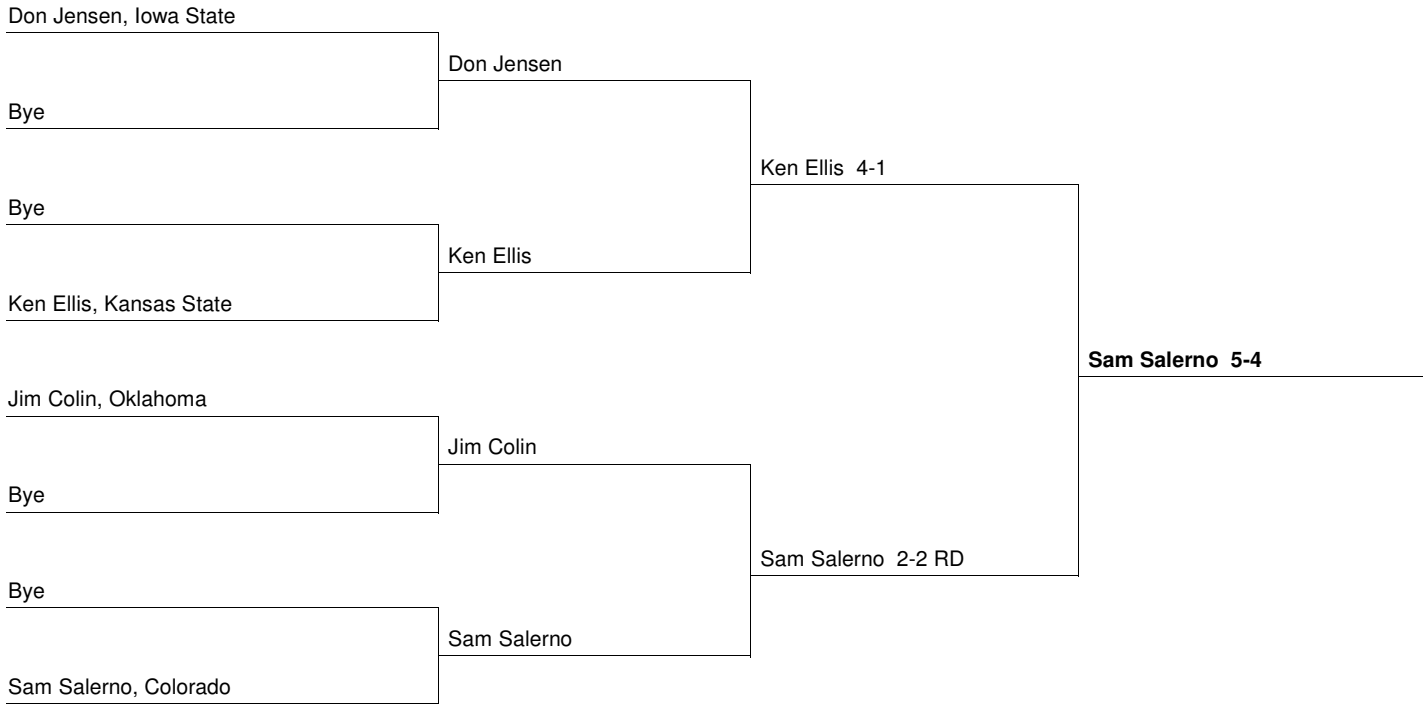 Don Jensen, Iowa State
Don Jensen
Bye
Ken Ellis  4-1
Bye
Ken Ellis
Ken Ellis, Kansas State
Sam Salerno  5-4
Jim Colin, Oklahoma
Jim Colin
Bye
Sam Salerno  2-2 RD
Bye
Sam Salerno
Sam Salerno, Colorado